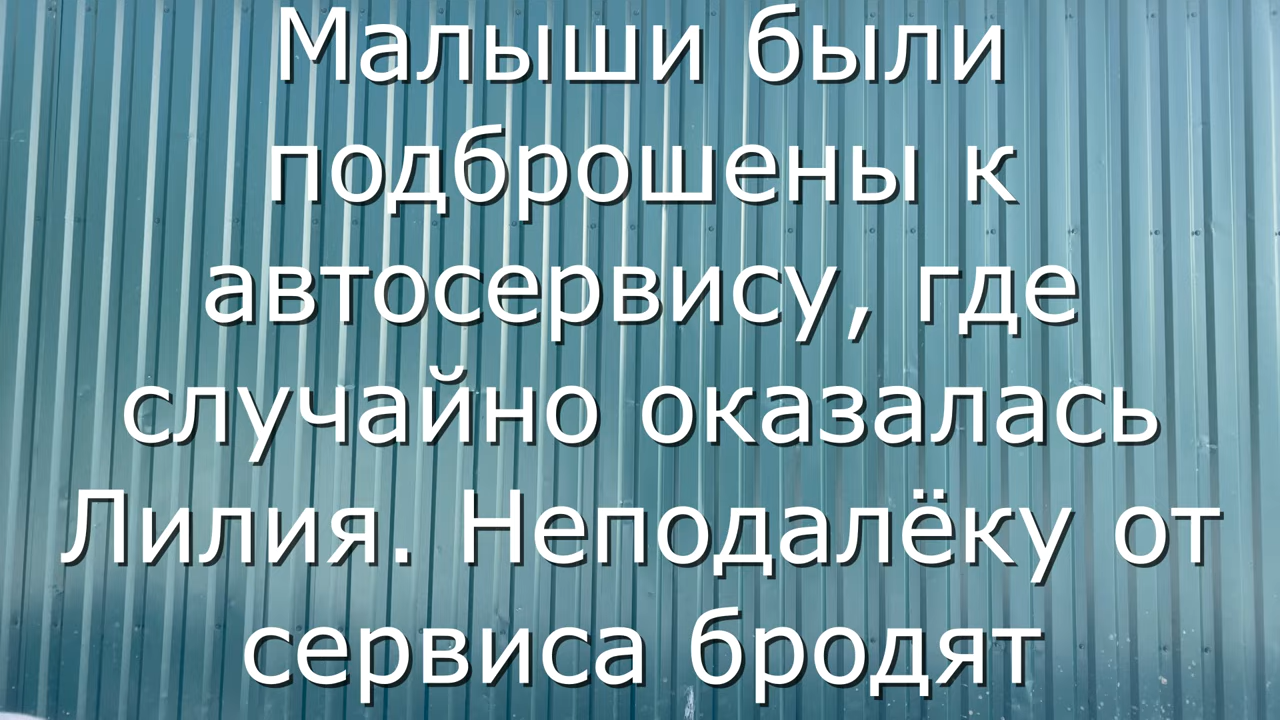 Малыши были
подброшены к
автосервису, где
случайно оказалась
Лилия. Неподалёку от
сервиса бродят